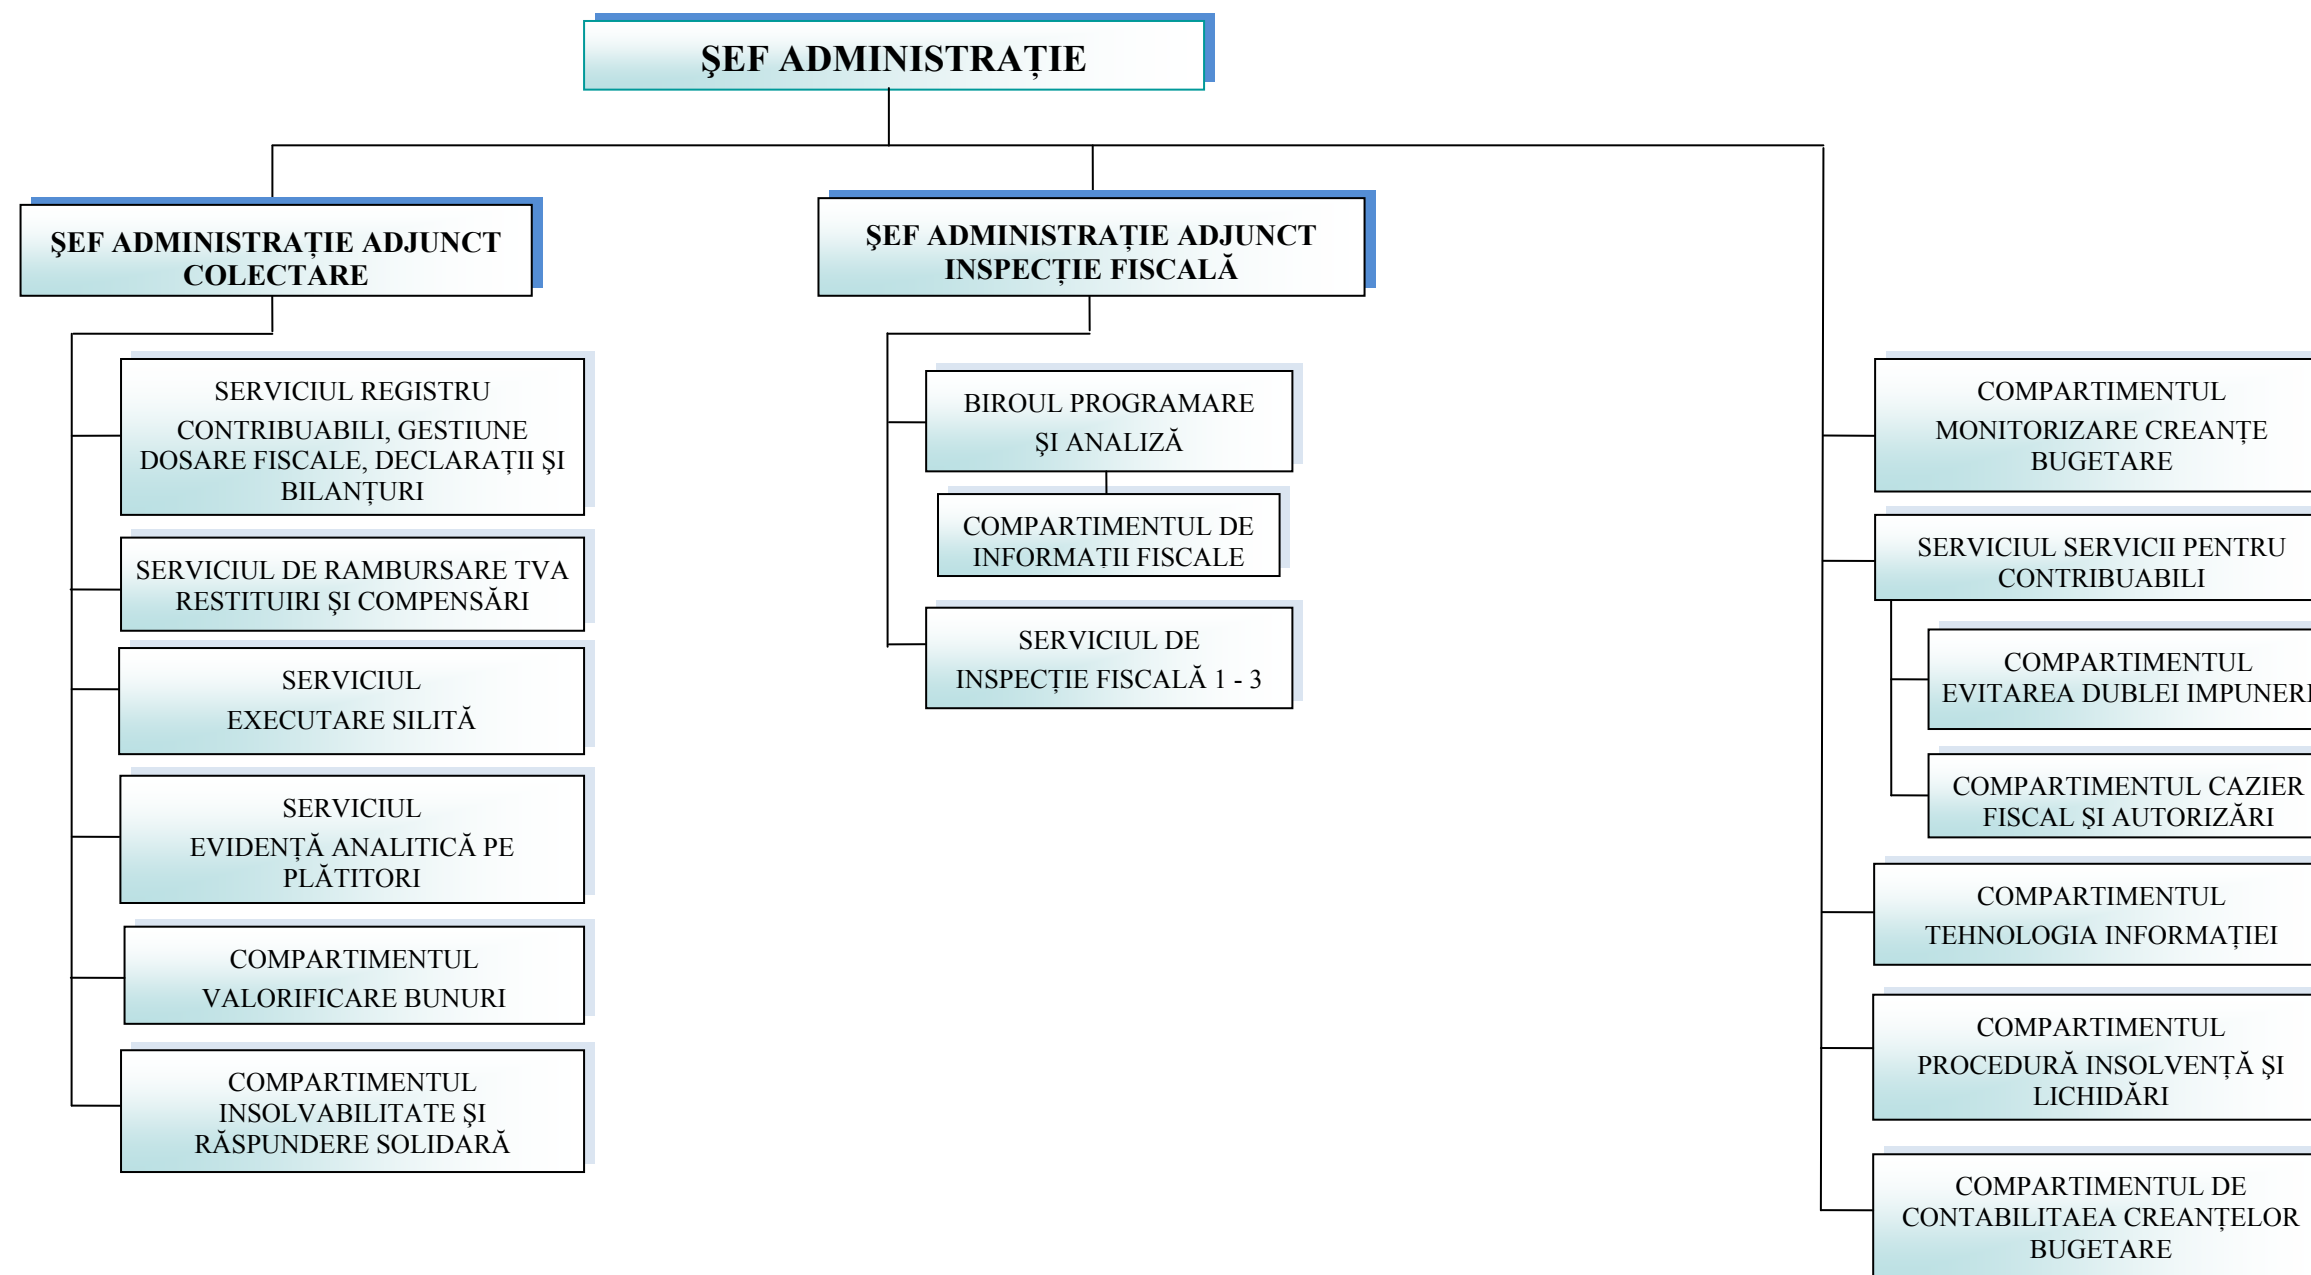 ŞEF ADMINISTRAȚIE
ŞEF ADMINISTRAȚIE ADJUNCT
COLECTARE
SERVICIUL REGISTRU
CONTRIBUABILI, GESTIUNE
DOSARE FISCALE, DECLARAȚII ŞI
BILANȚURI
SERVICIUL DE RAMBURSARE TVA
RESTITUIRI ŞI COMPENSĂRI
SERVICIUL
EXECUTARE SILITĂ
SERVICIUL
EVIDENȚĂ ANALITICĂ PE
PLĂTITORI
COMPARTIMENTUL
VALORIFICARE BUNURI
COMPARTIMENTUL
INSOLVABILITATE ŞI
RĂSPUNDERE SOLIDARĂ
ŞEF ADMINISTRAȚIE ADJUNCT
INSPECȚIE FISCALĂ
BIROUL PROGRAMARE
ŞI ANALIZĂ
COMPARTIMENTUL DE
INFORMAȚII FISCALE
SERVICIUL DE
INSPECȚIE FISCALĂ 1 - 3
COMPARTIMENTUL
MONITORIZARE CREANȚE
BUGETARE
SERVICIUL SERVICII PENTRU
CONTRIBUABILI
COMPARTIMENTUL
EVITAREA DUBLEI IMPUNERI
COMPARTIMENTUL CAZIER
FISCAL ŞI AUTORIZĂRI
COMPARTIMENTUL
TEHNOLOGIA INFORMAȚIEI
COMPARTIMENTUL
PROCEDURĂ INSOLVENȚĂ ŞI
LICHIDĂRI
COMPARTIMENTUL DE
CONTABILITAEA CREANȚELOR
BUGETARE